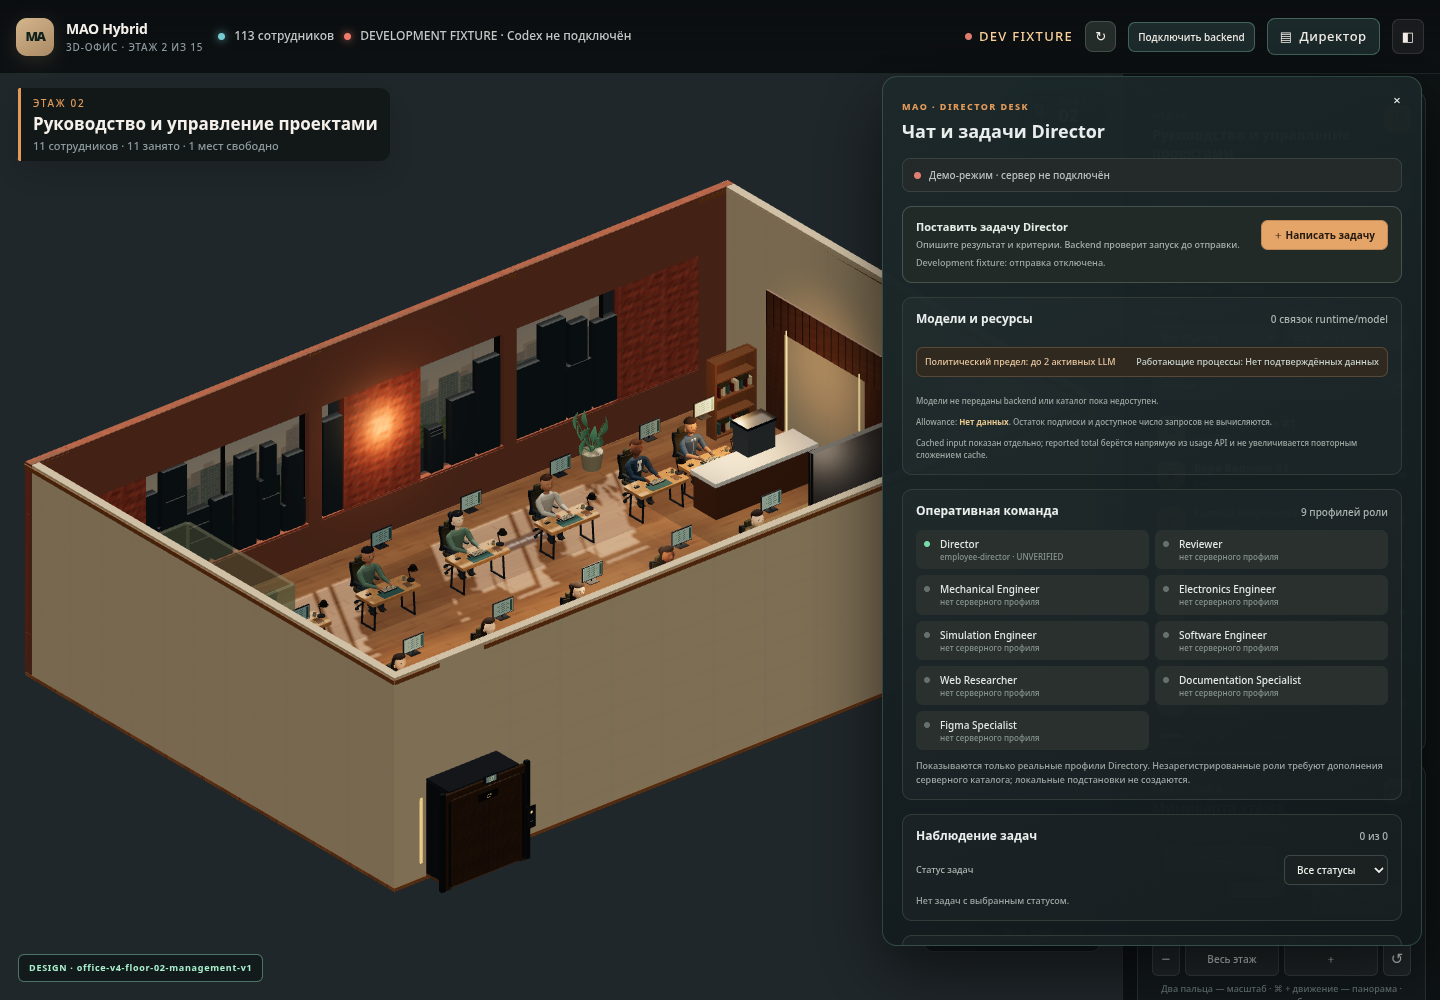 MA
MAO Hybrid
3D-ОФИС · ЭТАЖ 2 ИЗ 15
113 сотрудников
DEVELOPMENT FIXTURE · Codex не подключён
DEV FIXTURE
Подключить backend
Директор
ЭТАЖ 02
Руководство и управление проектами
11 сотрудников · 11 занято · 1 мест свободно
MAO · DIRECTOR DESK
Чат и задачи Director
Демо-режим · сервер не подключён
Поставить задачу Director
Опишите результат и критерии. Backend проверит запуск до отправки.
Development fixture: отправка отключена.
+ Написать задачу
Модели и ресурсы
0 связок runtime/model
Политический предел: до 2 активных LLM
Работающие процессы: Нет подтверждённых данных
Модели не переданы backend или каталог пока недоступен.
Allowance: Нет данных. Остаток подписки и доступное число запросов не вычисляются.
Cached input показан отдельно; reported total берётся напрямую из usage API и не увеличивается повторным
сложением cache.
Оперативная команда
9 профилей роли
Director
employee-director · UNVERIFIED
Reviewer
нет серверного профиля
Mechanical Engineer
нет серверного профиля
Electronics Engineer
нет серверного профиля
Simulation Engineer
нет серверного профиля
Software Engineer
нет серверного профиля
Web Researcher
нет серверного профиля
Documentation Specialist
нет серверного профиля
Figma Specialist
нет серверного профиля
Показываются только реальные профили Directory. Незарегистрированные роли требуют дополнения
серверного каталога; локальные подстановки не создаются.
Наблюдение задач
0 из 0
Статус задач
Все статусы
Нет задач с выбранным статусом.
DESIGN · office-v4-floor-02-management-v1
− Весь этаж +
Два пальца — масштаб · ⌘ + движение — панорама ·